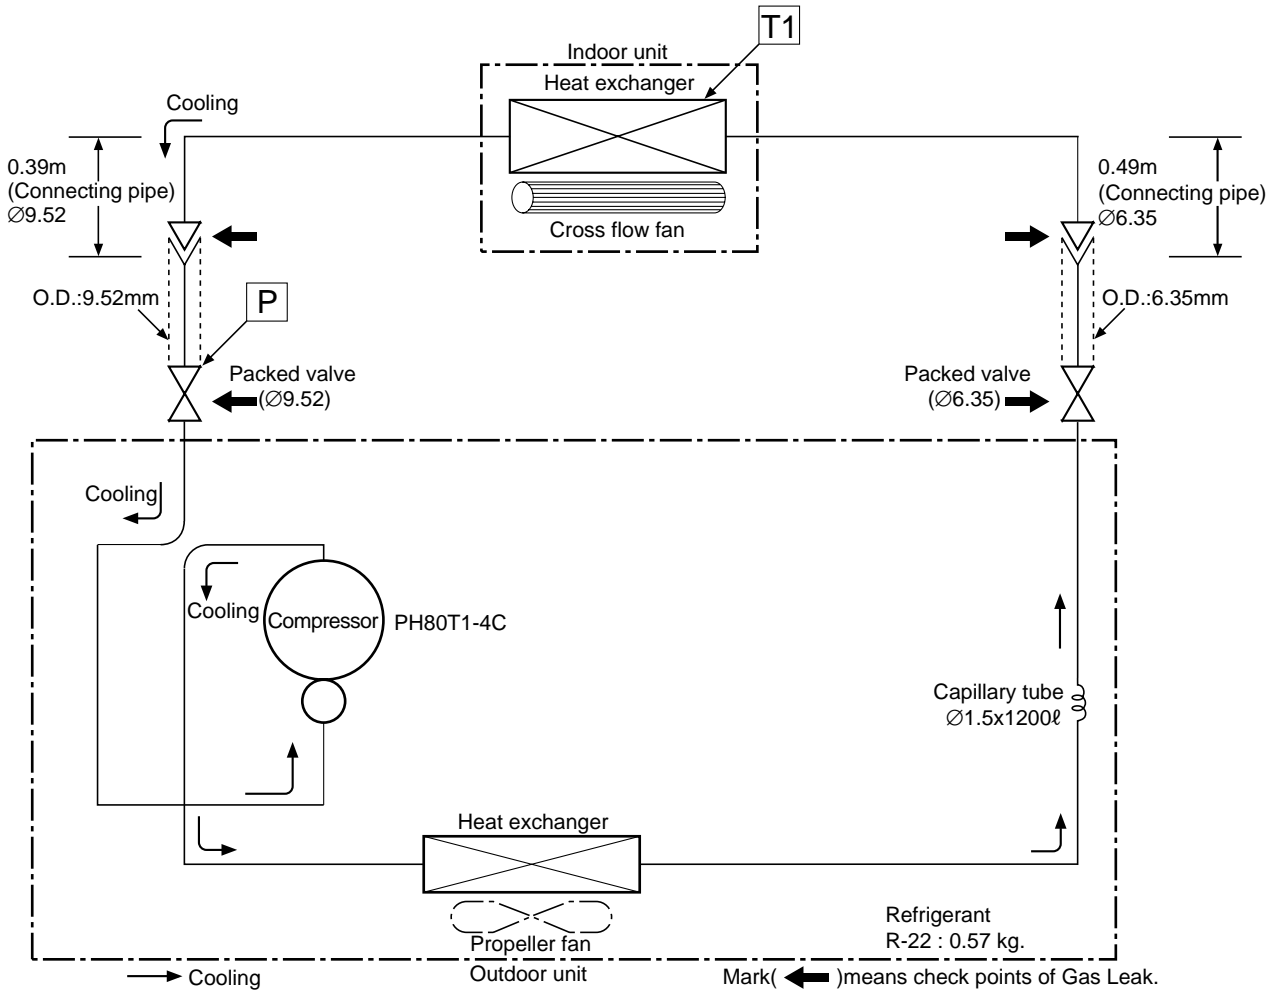 T1
Indoor unit
Heat exchanger
Cooling
0.39m
(Connecting pipe)
∅9.52
0.49m
(Connecting pipe)
∅6.35
Cross flow fan
O.D.:9.52mm
P
O.D.:6.35mm
Packed valve
(∅9.52)
Packed valve
(∅6.35)
Cooling
Cooling
Compressor
PH80T1-4C
Capillary tube
∅1.5x1200ℓ
Heat exchanger
Refrigerant
R-22 : 0.57 kg.
Propeller fan
Outdoor unit
Cooling
Mark( )means check points of Gas Leak.